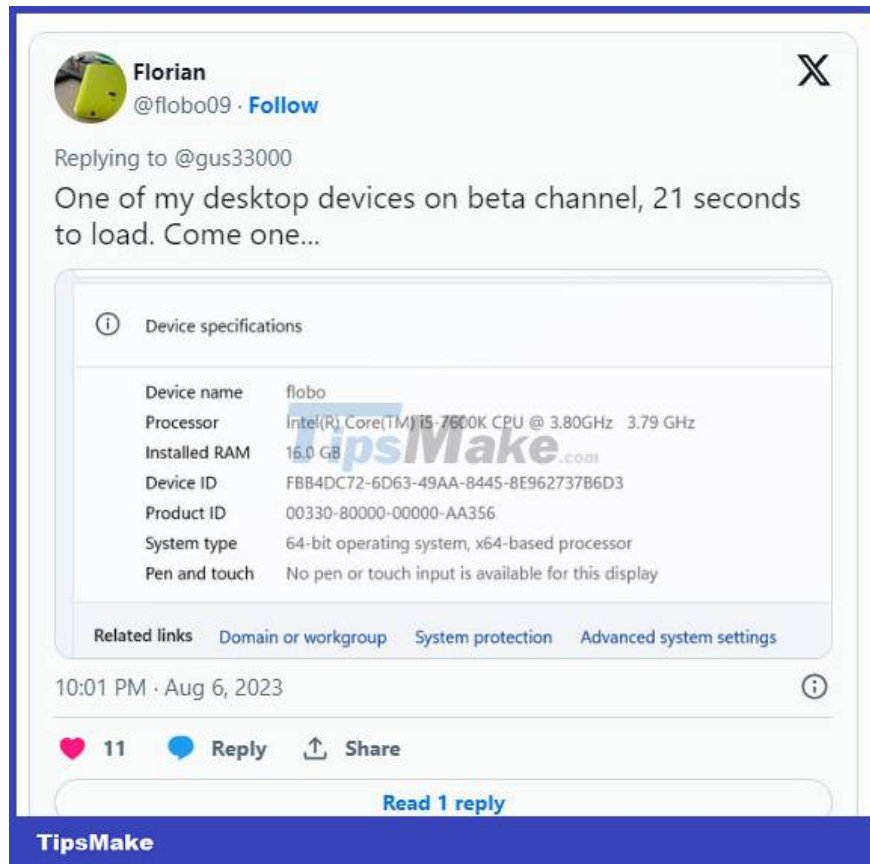 Florian
@flobo09 · Follow
Replying to @gus33000
One of my desktop devices on beta channel, 21 seconds
to load. Come one...
Device specifications
Device name flobo
Processor Intel(R) Core(TM) i5-7600K CPU @ 3.80GHz 3.79 GHz
Installed RAM 16.0 GB
TipsMake.com
Device ID FBB4DC72-6D63-49AA-8445-8E962737B6D3
Product ID 00330-80000-00000-AA356
System type 64-bit operating system, x64-based processor
Pen and touch No pen or touch input is available for this display
Related links Domain or workgroup System protection Advanced system settings
10:01 PM · Aug 6, 2023
11 Reply Share
Read 1 reply
TipsMake